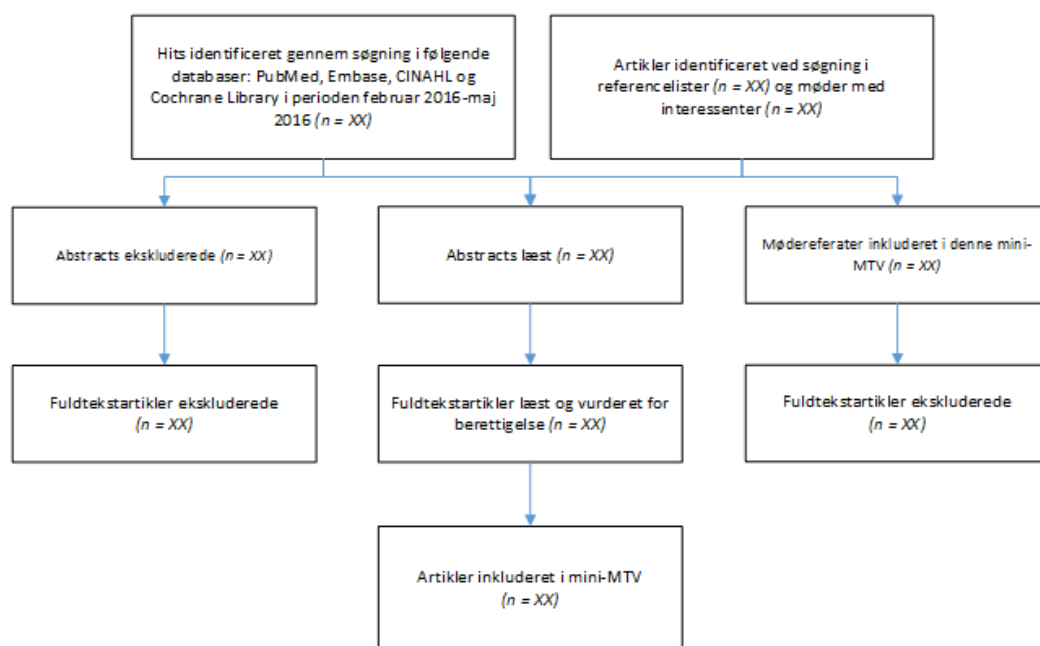 Hits identificeret gennem søgning i følgende
databaser: PubMed, Embase, CINAHL og
Cochrane Library i perioden februar 2016-maj
2016 (n = XX)
Artikler identificeret ved søgning i
referencelister (n = XX) og møder med
interessenter (n = XX)
Abstracts ekskluderede (n = XX)
Abstracts læst (n = XX)
Mødereferater inkluderet i denne mini-
MTV (n = XX)
Fuldtekstartikler ekskluderede
(n = XX)
Fuldtekstartikler læst og vurderet for
berettigelse (n = XX)
Fuldtekstartikler ekskluderede
(n = XX)
Artikler inkluderet i mini-MTV
(n = XX)